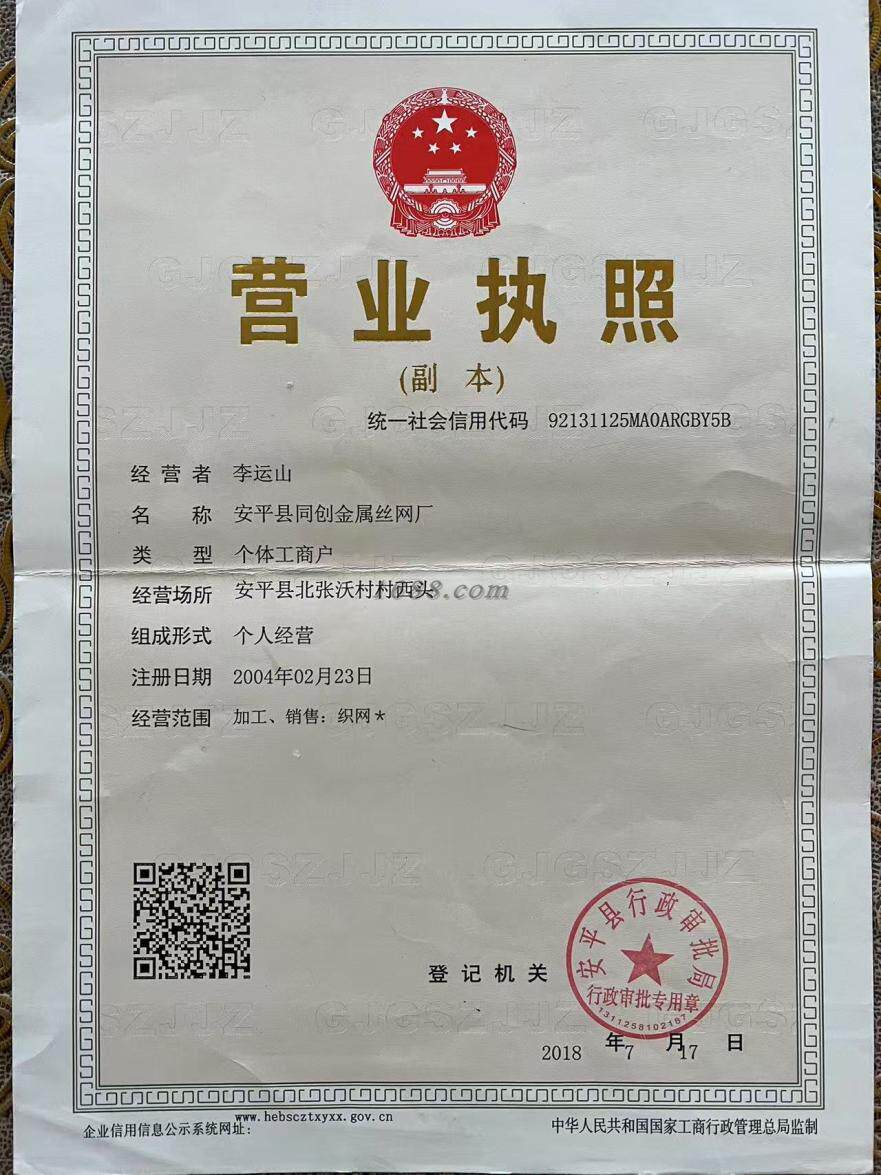 营业执照
(副 本)
统一社会信用代码 92131125MA0ARGBY5B
经营者 李运山
名称 安平县同创金属丝网厂
类型 个体工商户
经营场所 安平县北张沃村村西头
1688.com
组成形式 个人经营
注册日期 2004年02月23日
经营范围 加工、销售：织网*
安平县行政审批局
行政审批专用章
1311258102187
登记机关
2018 年 7 月 17 日
企业信用信息公示系统网址： www.hebscztxyxx.gov.cn
中华人民共和国国家工商行政管理总局监制